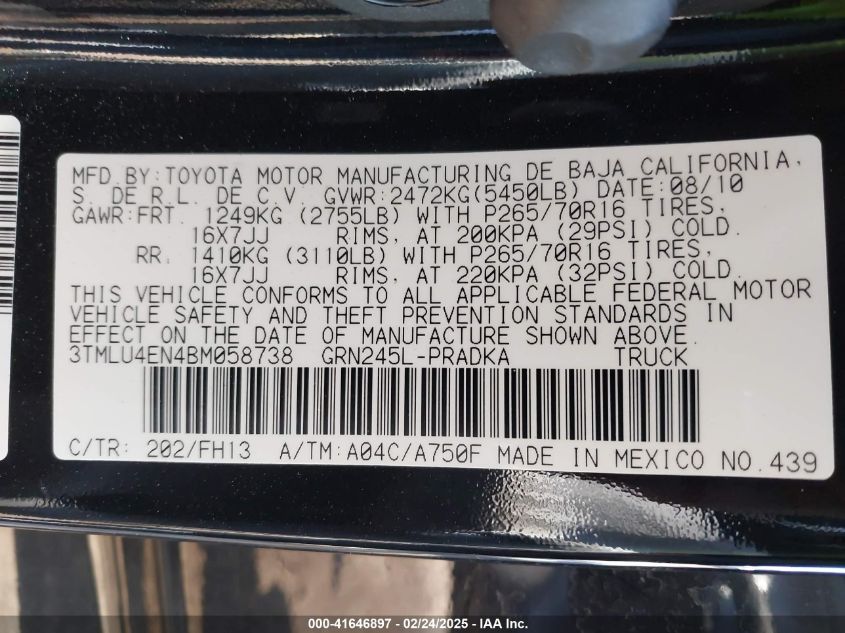 MFD BY:TOYOTA MOTOR MANUFACTURING DE BAJA CALIFORNIA,
S. DE R.L. DE C.V. GVWR:2472KG(5450LB) DATE:08/10
GAWR:FRT. 1249KG (2755LB) WITH P265/70R16 TIRES,
16X7JJ RIMS, AT 200KPA (29PSI) COLD.
RR. 1410KG (3110LB) WITH P265/70R16 TIRES,
16X7JJ RIMS, AT 220KPA (32PSI) COLD.
THIS VEHICLE CONFORMS TO ALL APPLICABLE FEDERAL MOTOR
VEHICLE SAFETY AND THEFT PREVENTION STANDARDS IN
EFFECT ON THE DATE OF MANUFACTURE SHOWN ABOVE.
3TMLU4EN4BM058738 GRN245L-PRADKA TRUCK
C/TR: 202/FH13 A/TM:A04C/A750F MADE IN MEXICO NO.439
000-41646897 - 02/24/2025 - IAA Inc.